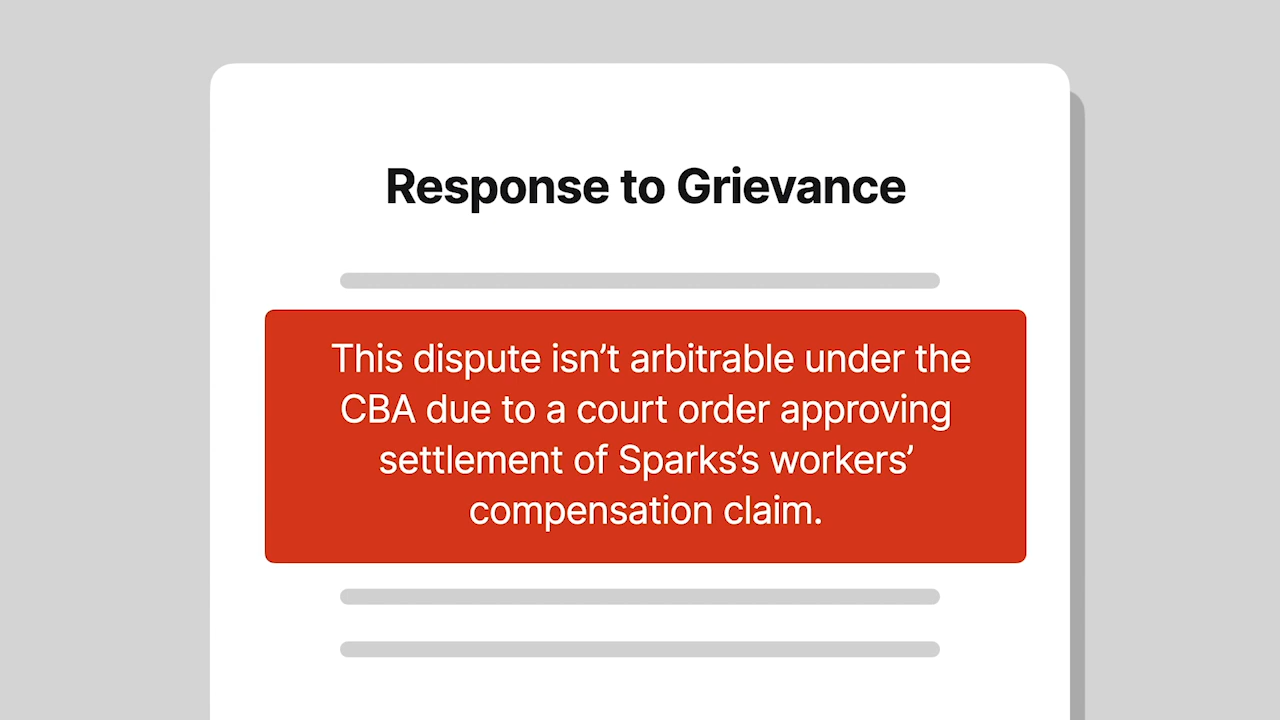 Response to Grievance
This dispute isn’t arbitrable under the
CBA due to a court order approving
settlement of Sparks’s workers’
compensation claim.